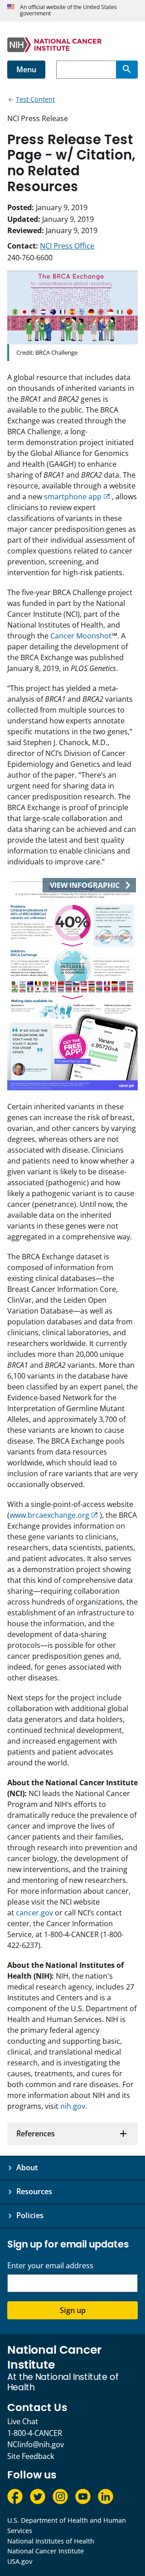 An official website of the United States
government
NIH NATIONAL CANCER
INSTITUTE
Menu
← Test Content
NCI Press Release
Press Release Test
Page - w/ Citation,
no Related
Resources
Posted: January 9, 2019
Updated: January 9, 2019
Reviewed: January 9, 2019
Contact: NCI Press Office
240-760-6600
The BRCA Exchange
Credit: BRCA Challenge
A global resource that includes data
on thousands of inherited variants in
the BRCA1 and BRCA2 genes is
available to the public. The BRCA
Exchange was created through the
BRCA Challenge, a long-
term demonstration project initiated
by the Global Alliance for Genomics
and Health (GA4GH) to enhance
sharing of BRCA1 and BRCA2 data. The
resource, available through a website
and a new smartphone app , allows
clinicians to review expert
classifications of variants in these
major cancer predisposition genes as
part of their individual assessment of
complex questions related to cancer
prevention, screening, and
intervention for high-risk patients.
The five-year BRCA Challenge project
was funded in part by the National
Cancer Institute (NCI), part of the
National Institutes of Health, and
through the Cancer Moonshot℠. A
paper detailing the development of
the BRCA Exchange was published
January 8, 2019, in PLOS Genetics.
“This project yielded a meta-
analysis of BRCA1 and BRCA2 variants
collected from multiple sources to
understand how experts annotate
specific mutations in the two genes,”
said Stephen J. Chanock, M.D.,
director of NCI’s Division of Cancer
Epidemiology and Genetics and lead
author of the paper. “There’s an
urgent need for sharing data in
cancer predisposition research. The
BRCA Exchange is proof of principle
that large-scale collaboration and
data sharing can be achieved and can
provide the latest and best quality
information to enable clinicians and
individuals to improve care.”
VIEW INFOGRAPHIC
40%
cancer.gov
Certain inherited variants in these
genes can increase the risk of breast,
ovarian, and other cancers by varying
degrees, while other variants are not
associated with disease. Clinicians
and patients need to know whether a
given variant is likely to be disease-
associated (pathogenic) and how
likely a pathogenic variant is to cause
cancer (penetrance). Until now, the
available data on the inherited
variants in these genes were not
aggregated in a comprehensive way.
The BRCA Exchange dataset is
composed of information from
existing clinical databases—the
Breast Cancer Information Core,
ClinVar, and the Leiden Open
Variation Database—as well as
population databases and data from
clinicians, clinical laboratories, and
researchers worldwide. It currently
includes more than 20,000 unique
BRCA1 and BRCA2 variants. More than
6,100 variants in the database have
been classified by an expert panel, the
Evidence-based Network for the
Interpretation of Germline Mutant
Alleles, and approximately 3,700 of
these variants are known to cause
disease. The BRCA Exchange pools
variants from data resources
worldwide, which should lead to
inclusion of rare variants that are very
seldom observed.
With a single-point-of-access website
(www.brcaexchange.org ), the BRCA
Exchange provides information on
these gene variants to clinicians,
researchers, data scientists, patients,
and patient advocates. It also serves
as a demonstration project, showing
that this kind of comprehensive data
sharing—requiring collaboration
across hundreds of organizations, the
establishment of an infrastructure to
house the data worldwide, and the
development of data-sharing
protocols—is possible for other
cancer predisposition genes and,
indeed, for genes associated with
other diseases.
Next steps for the project include
collection of additional global
data generators and data holders,
continued technical development,
and increased engagement
with patients and advocates
around the world.
About the National Cancer Institute
(NCI): NCI leads the National Cancer
Program and NIH’s efforts to
dramatically reduce the prevalence of
cancer and improve the lives of
cancer patients and their families,
through research into prevention and
cancer biology, the development of
new interventions, and the training
and mentoring of new researchers.
For more information about cancer,
please visit the NCI website
at cancer.gov or call NCI’s contact
center, the Cancer Information
Service, at 1-800-4-CANCER (1-800-
422-6237).
About the National Institutes of
Health (NIH): NIH, the nation's
medical research agency, includes 27
Institutes and Centers and is a
component of the U.S. Department of
Health and Human Services. NIH is
the primary federal agency
conducting and supporting basic,
clinical, and translational medical
research, and is investigating the
causes, treatments, and cures for
both common and rare diseases. For
more information about NIH and its
programs, visit nih.gov.
References
About
Resources
Policies
Sign up for email updates
Enter your email address
Sign up
National Cancer
Institute
At the National Institute of
Health
Contact Us
Live Chat
1-800-4-CANCER
NCIinfo@nih.gov
Site Feedback
Follow us
U.S. Department of Health and Human
Services
National Institutes of Health
National Cancer Institute
USA.gov